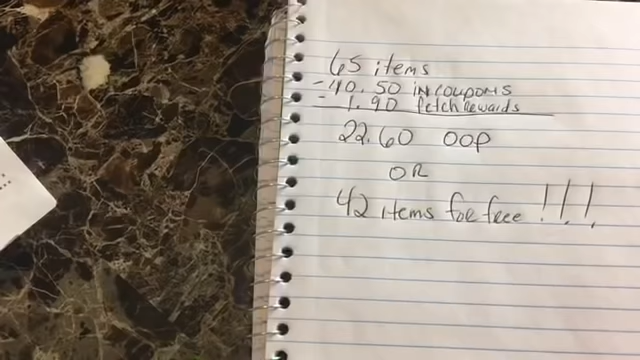 65 items
- 40.50 in coupons
- 1.90 fetch rewards
22.60 OOP
OR
42 items for free !!!